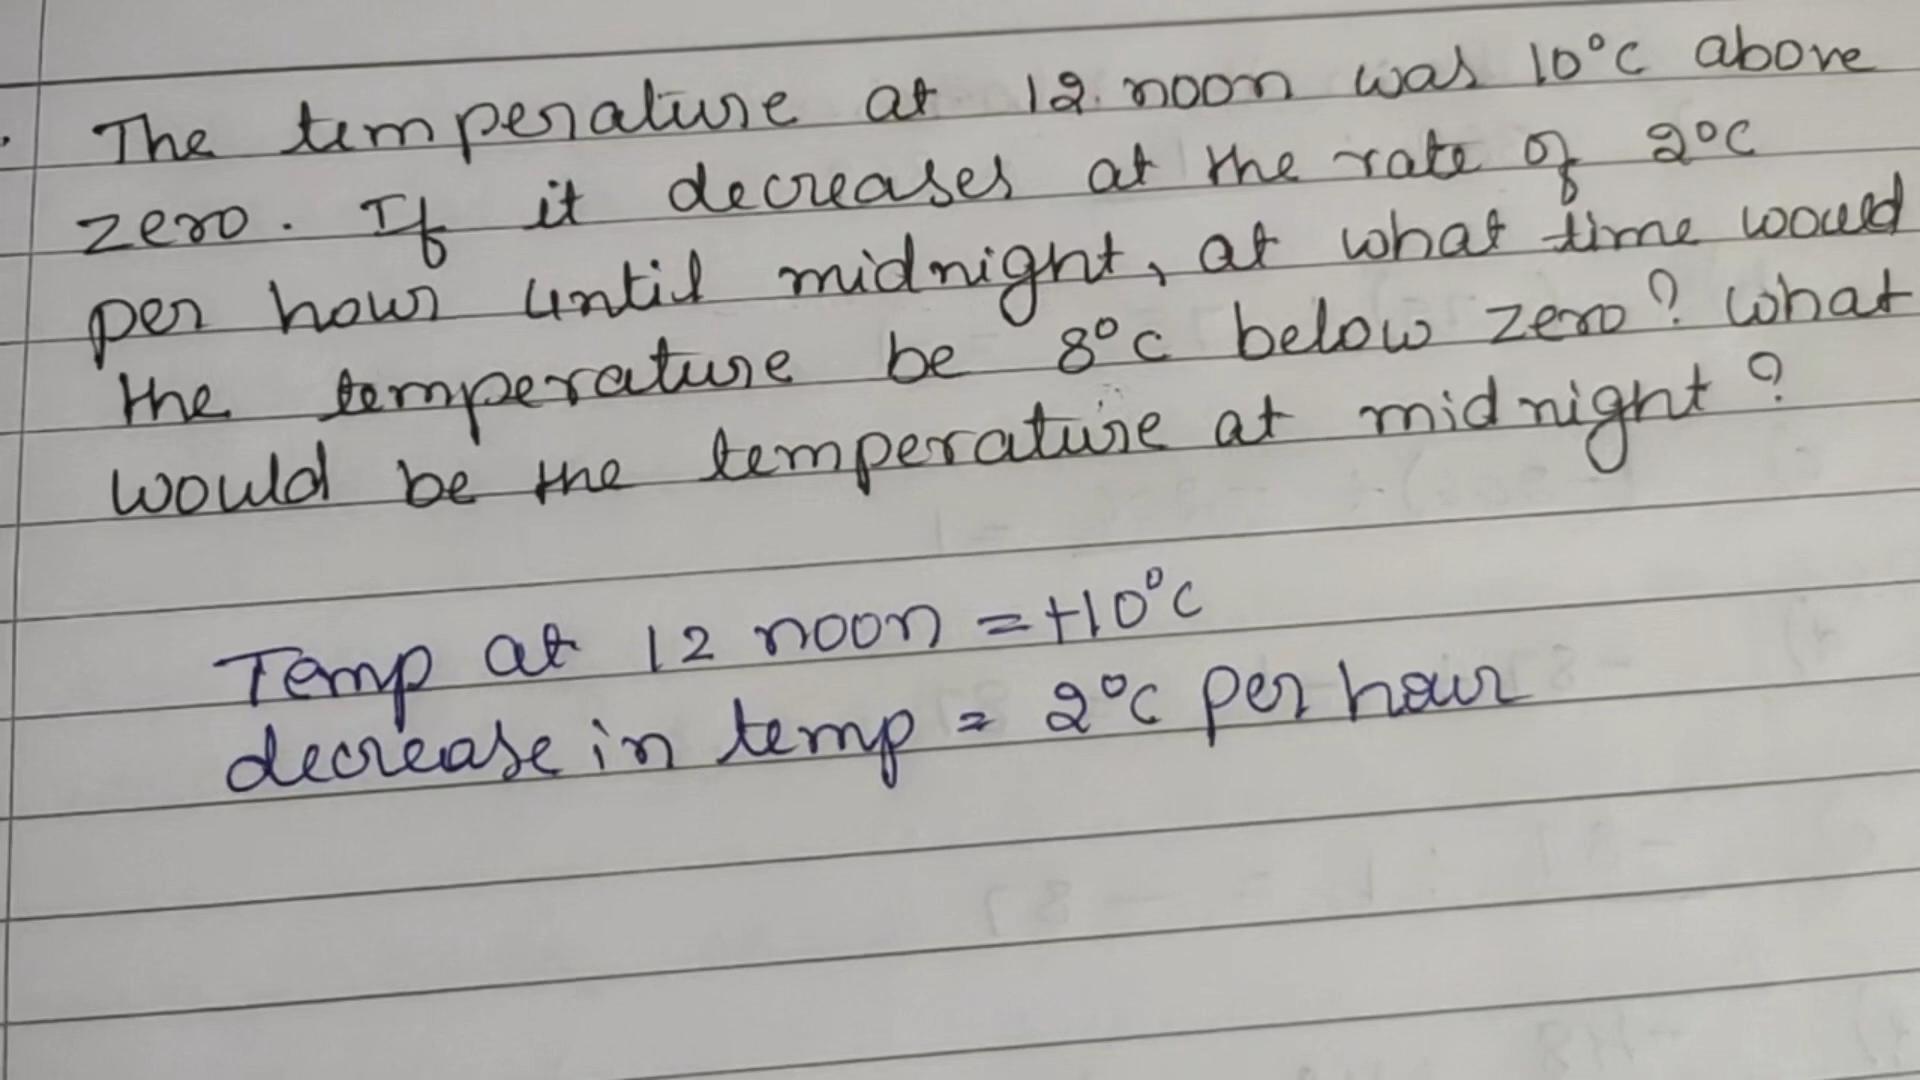 The temperature at 12 noon was 10°C above
zero. If it decreases at the rate of 2°C
per hour until midnight, at what time would
the temperature be 8°C below zero? What
would be the temperature at midnight?
Temp at 12 noon = +10°C
decrease in temp = 2°C per hour